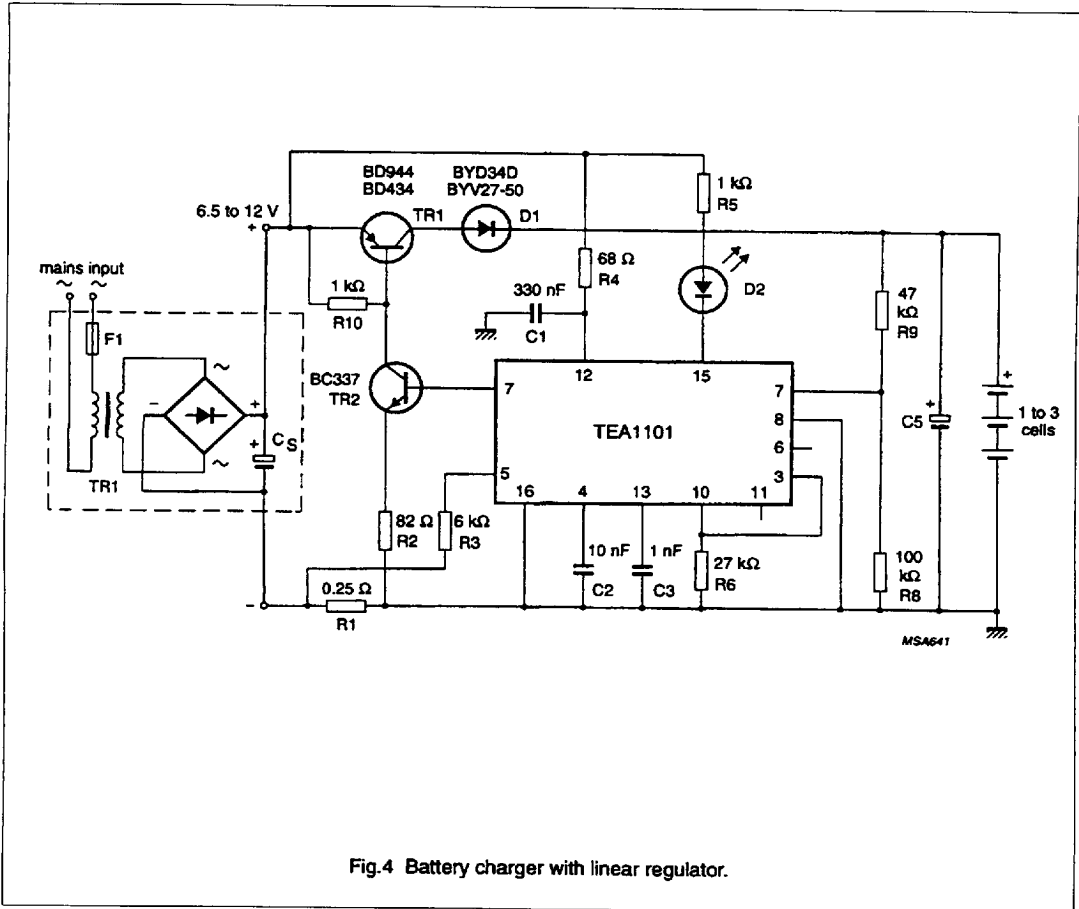 BD944
BD434
BYD34D
BYV27-50
TR1
D1
6.5 to 12 V
+
mains input
~ ~
F1
TR1
~
−
+
~
+
CS
−
1 kΩ
R10
BC337
TR2
82 Ω
R2
6 kΩ
R3
0.25 Ω
R1
330 nF
C1
68 Ω
R4
1 kΩ
R5
D2
12
15
7
TEA1101
7
8
6
3
5
16
4
13
10
11
10 nF
C2
1 nF
C3
27 kΩ
R6
47
kΩ
R9
100
kΩ
R8
+
C5
+
1 to 3
cells
MSA641
Fig.4 Battery charger with linear regulator.